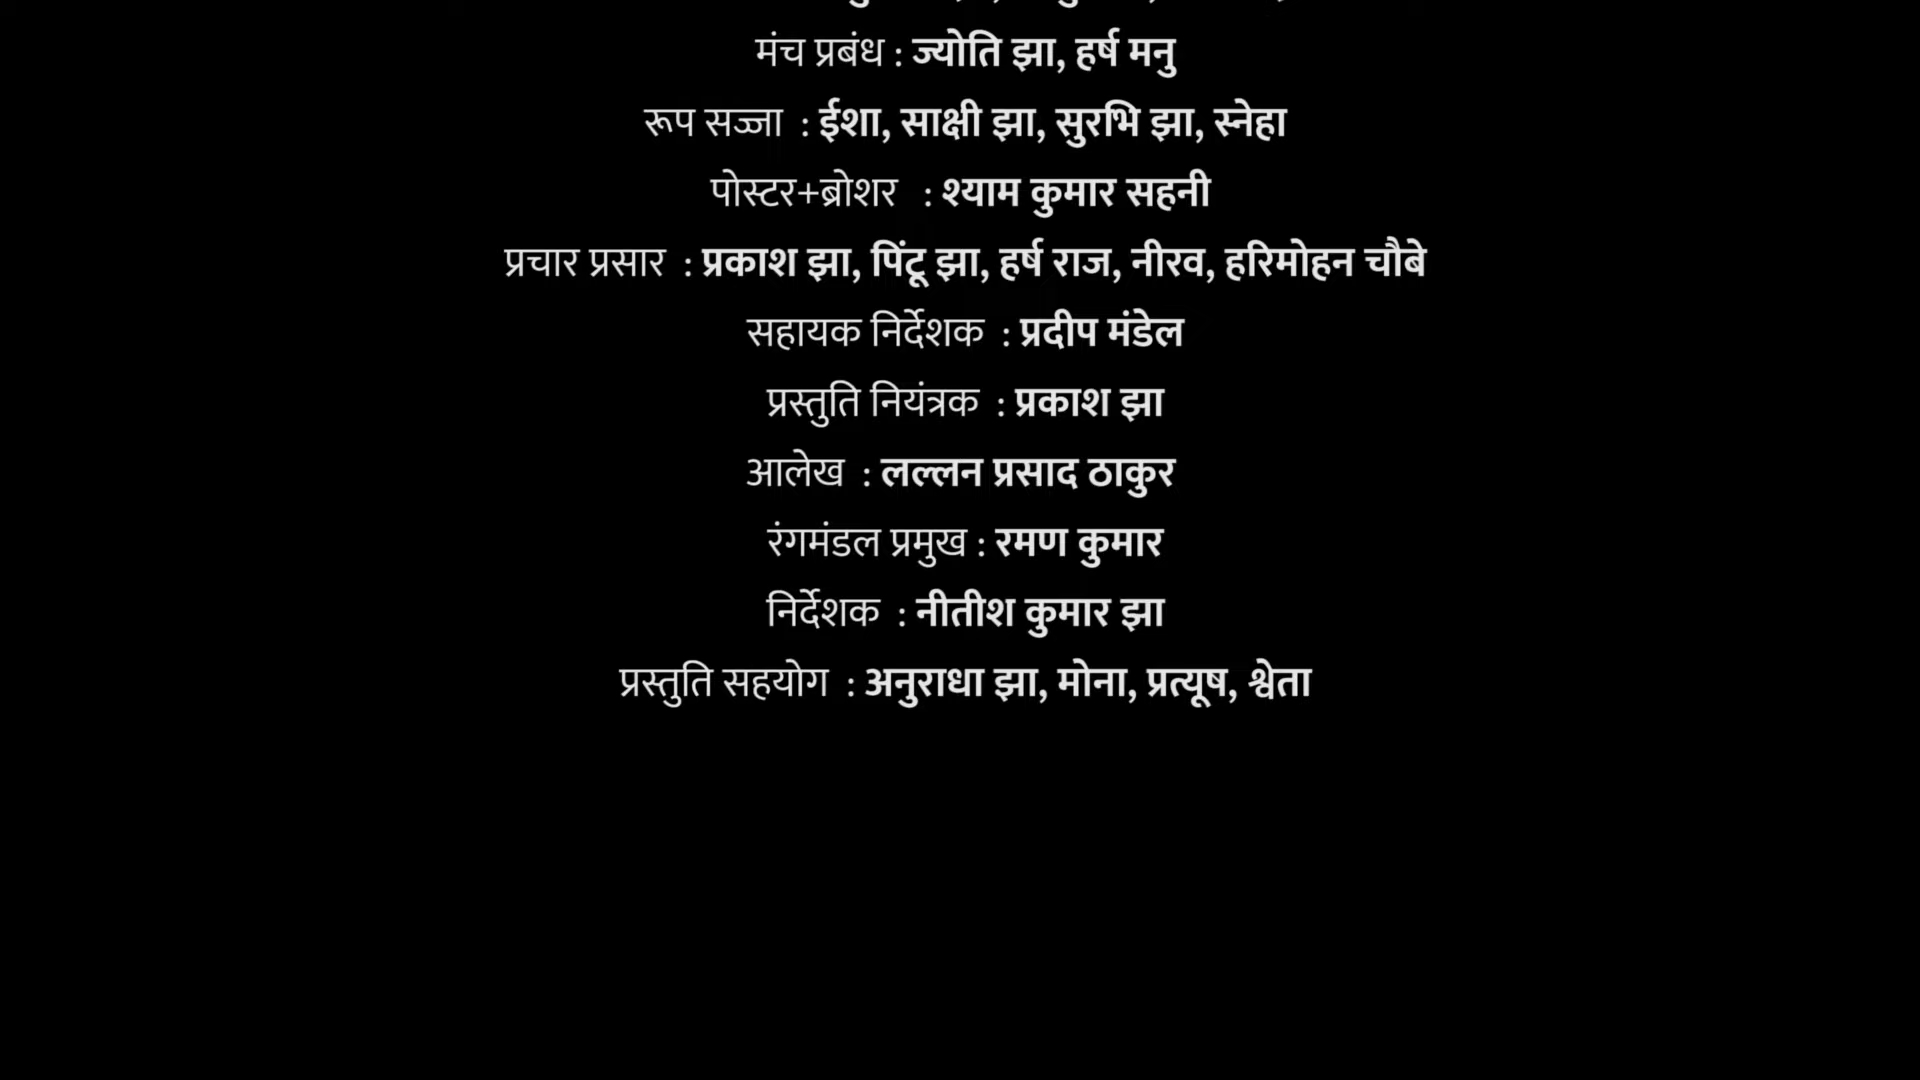 मंच प्रबंध : ज्योति झा, हर्ष मनु
रूप सज्जा : ईशा, साक्षी झा, सुरभि झा, स्नेहा
पोस्टर+ब्रोशर : श्याम कुमार सहनी
प्रचार प्रसार : प्रकाश झा, पिंटू झा, हर्ष राज, नीरव, हरिमोहन चौबे
सहायक निर्देशक : प्रदीप मंडेल
प्रस्तुति नियंत्रक : प्रकाश झा
आलेख : लल्लन प्रसाद ठाकुर
रंगमंडल प्रमुख : रमण कुमार
निर्देशक : नीतीश कुमार झा
प्रस्तुति सहयोग : अनुराधा झा, मोना, प्रत्यूष, श्वेता